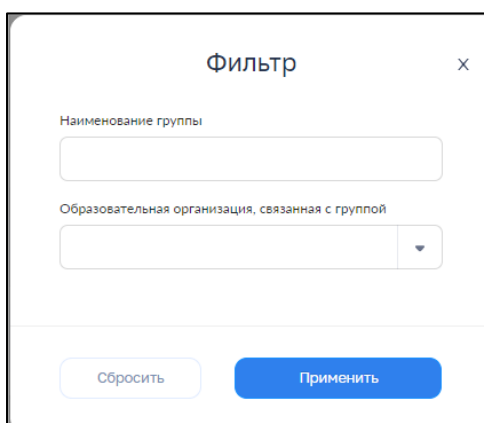 Фильтр
X
Наименование группы
Образовательная организация, связанная с группой
Сбросить
Применить